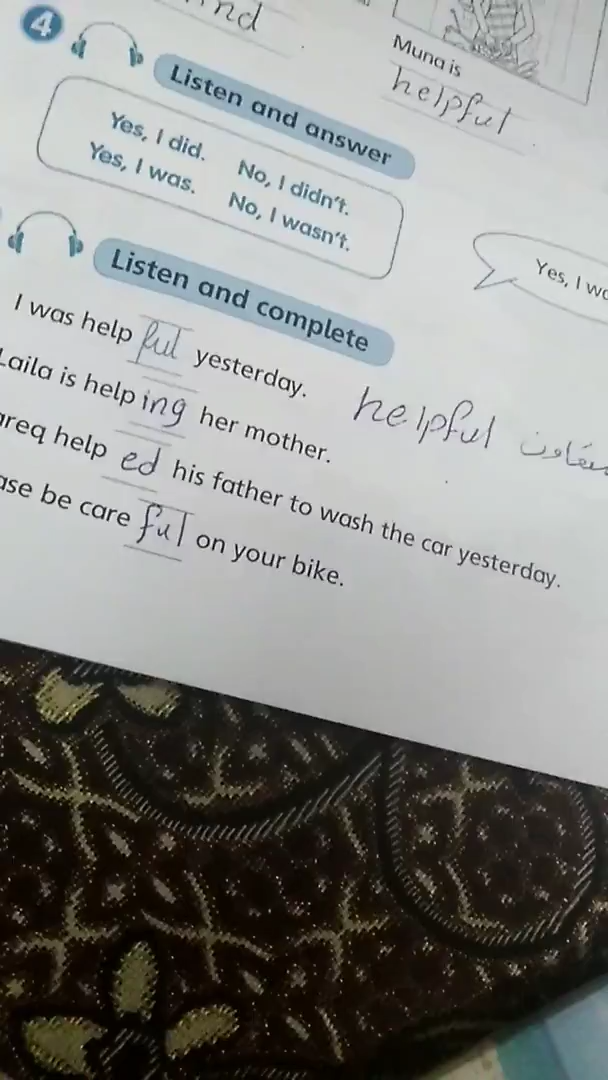 nd
Muna is
helpful
4 Listen and answer
Yes, I did. No, I didn't.
Yes, I was. No, I wasn't.
Yes, I
Listen and complete
I was help ful yesterday.
Laila is help ing her mother.
helpful
areq help ed his father to wash the car yesterday.
ase be care ful on your bike.